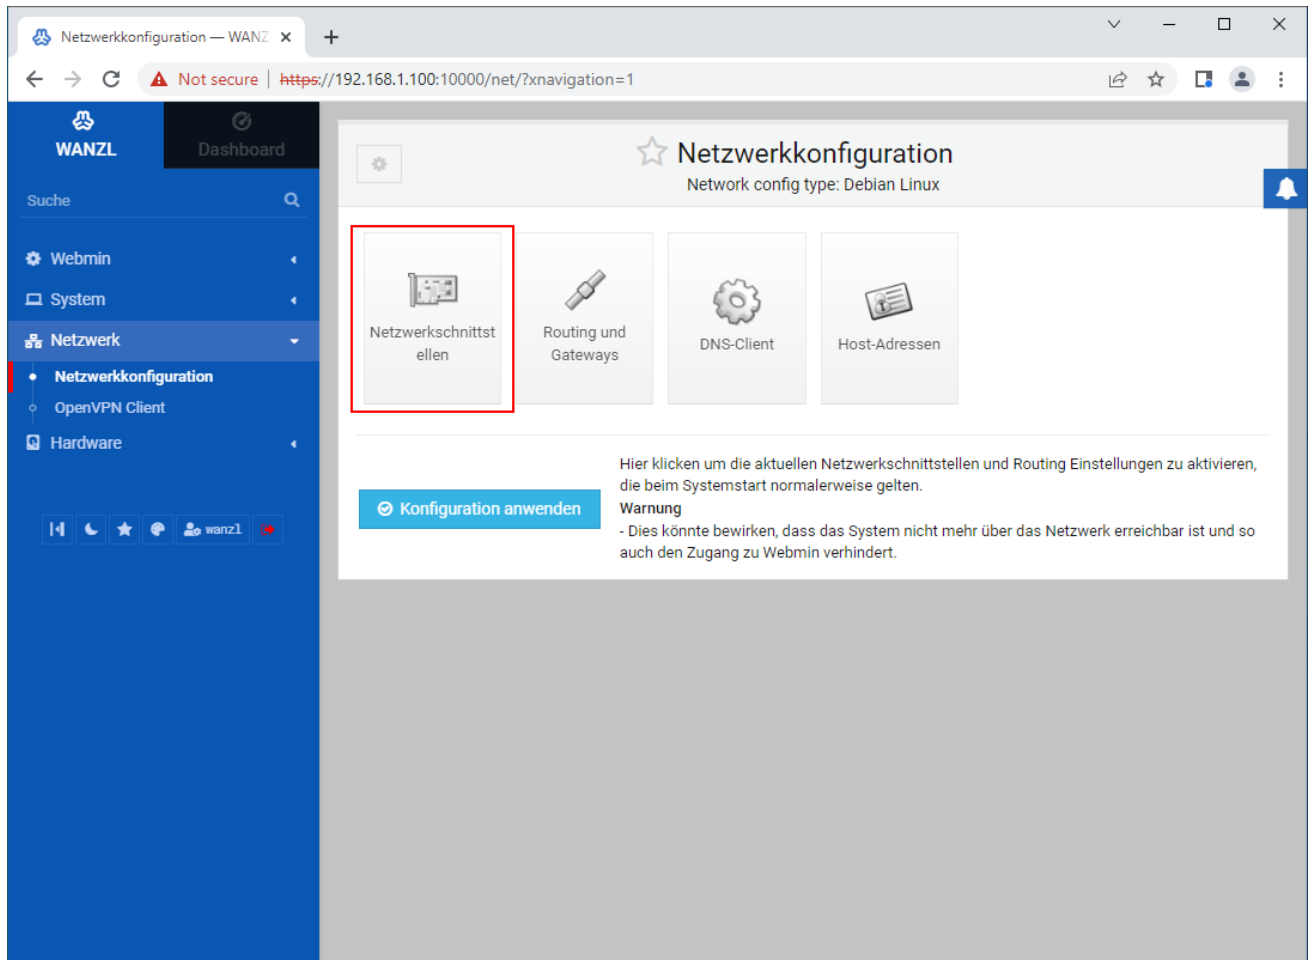 Netzwerkkonfiguration — WANZ
Not secure | https://192.168.1.100:10000/net/?xnavigation=1
WANZL
Dashboard
Suche
Webmin
System
Netzwerk
Netzwerkkonfiguration
OpenVPN Client
Hardware
wanzl
Netzwerkkonfiguration
Network config type: Debian Linux
Netzwerkschnittst
ellen
Routing und
Gateways
DNS-Client
Host-Adressen
Konfiguration anwenden
Hier klicken um die aktuellen Netzwerkschnittstellen und Routing Einstellungen zu aktivieren,
die beim Systemstart normalerweise gelten.
Warnung
- Dies könnte bewirken, dass das System nicht mehr über das Netzwerk erreichbar ist und so
auch den Zugang zu Webmin verhindert.